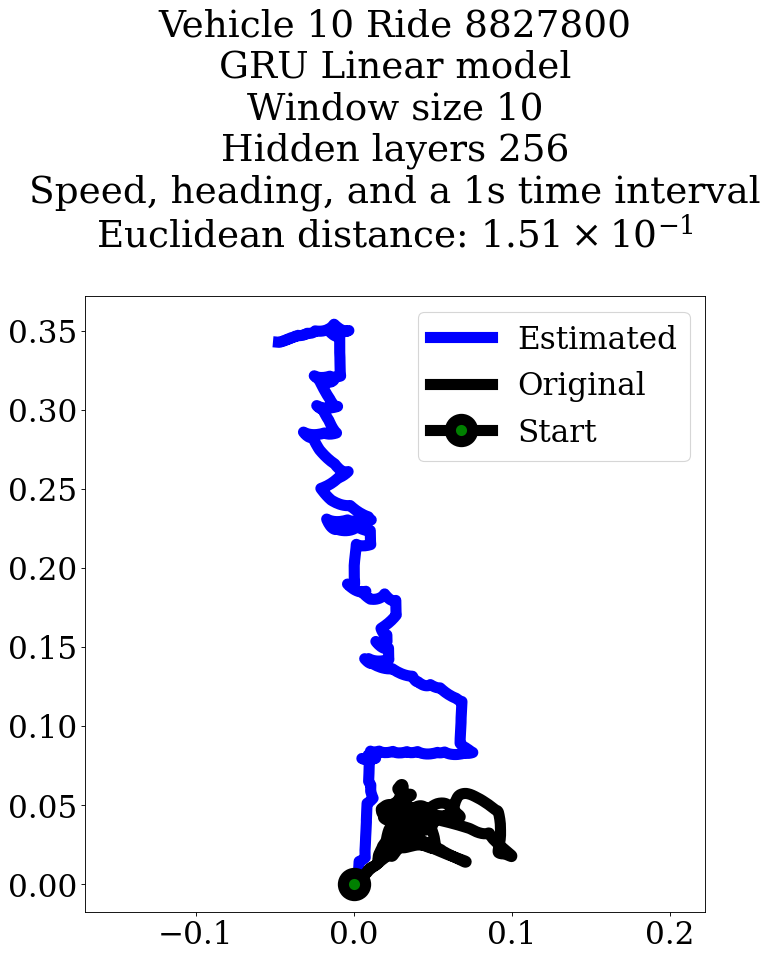 Vehicle 10 Ride 8827800
GRU Linear model
Window size 10
Hidden layers 256
Speed, heading, and a 1s time interval
Euclidean distance: 1.51 × 10⁻¹
Estimated
Original
Start
0.35
0.30
0.25
0.20
0.15
0.10
0.05
0.00
−0.1
0.0
0.1
0.2